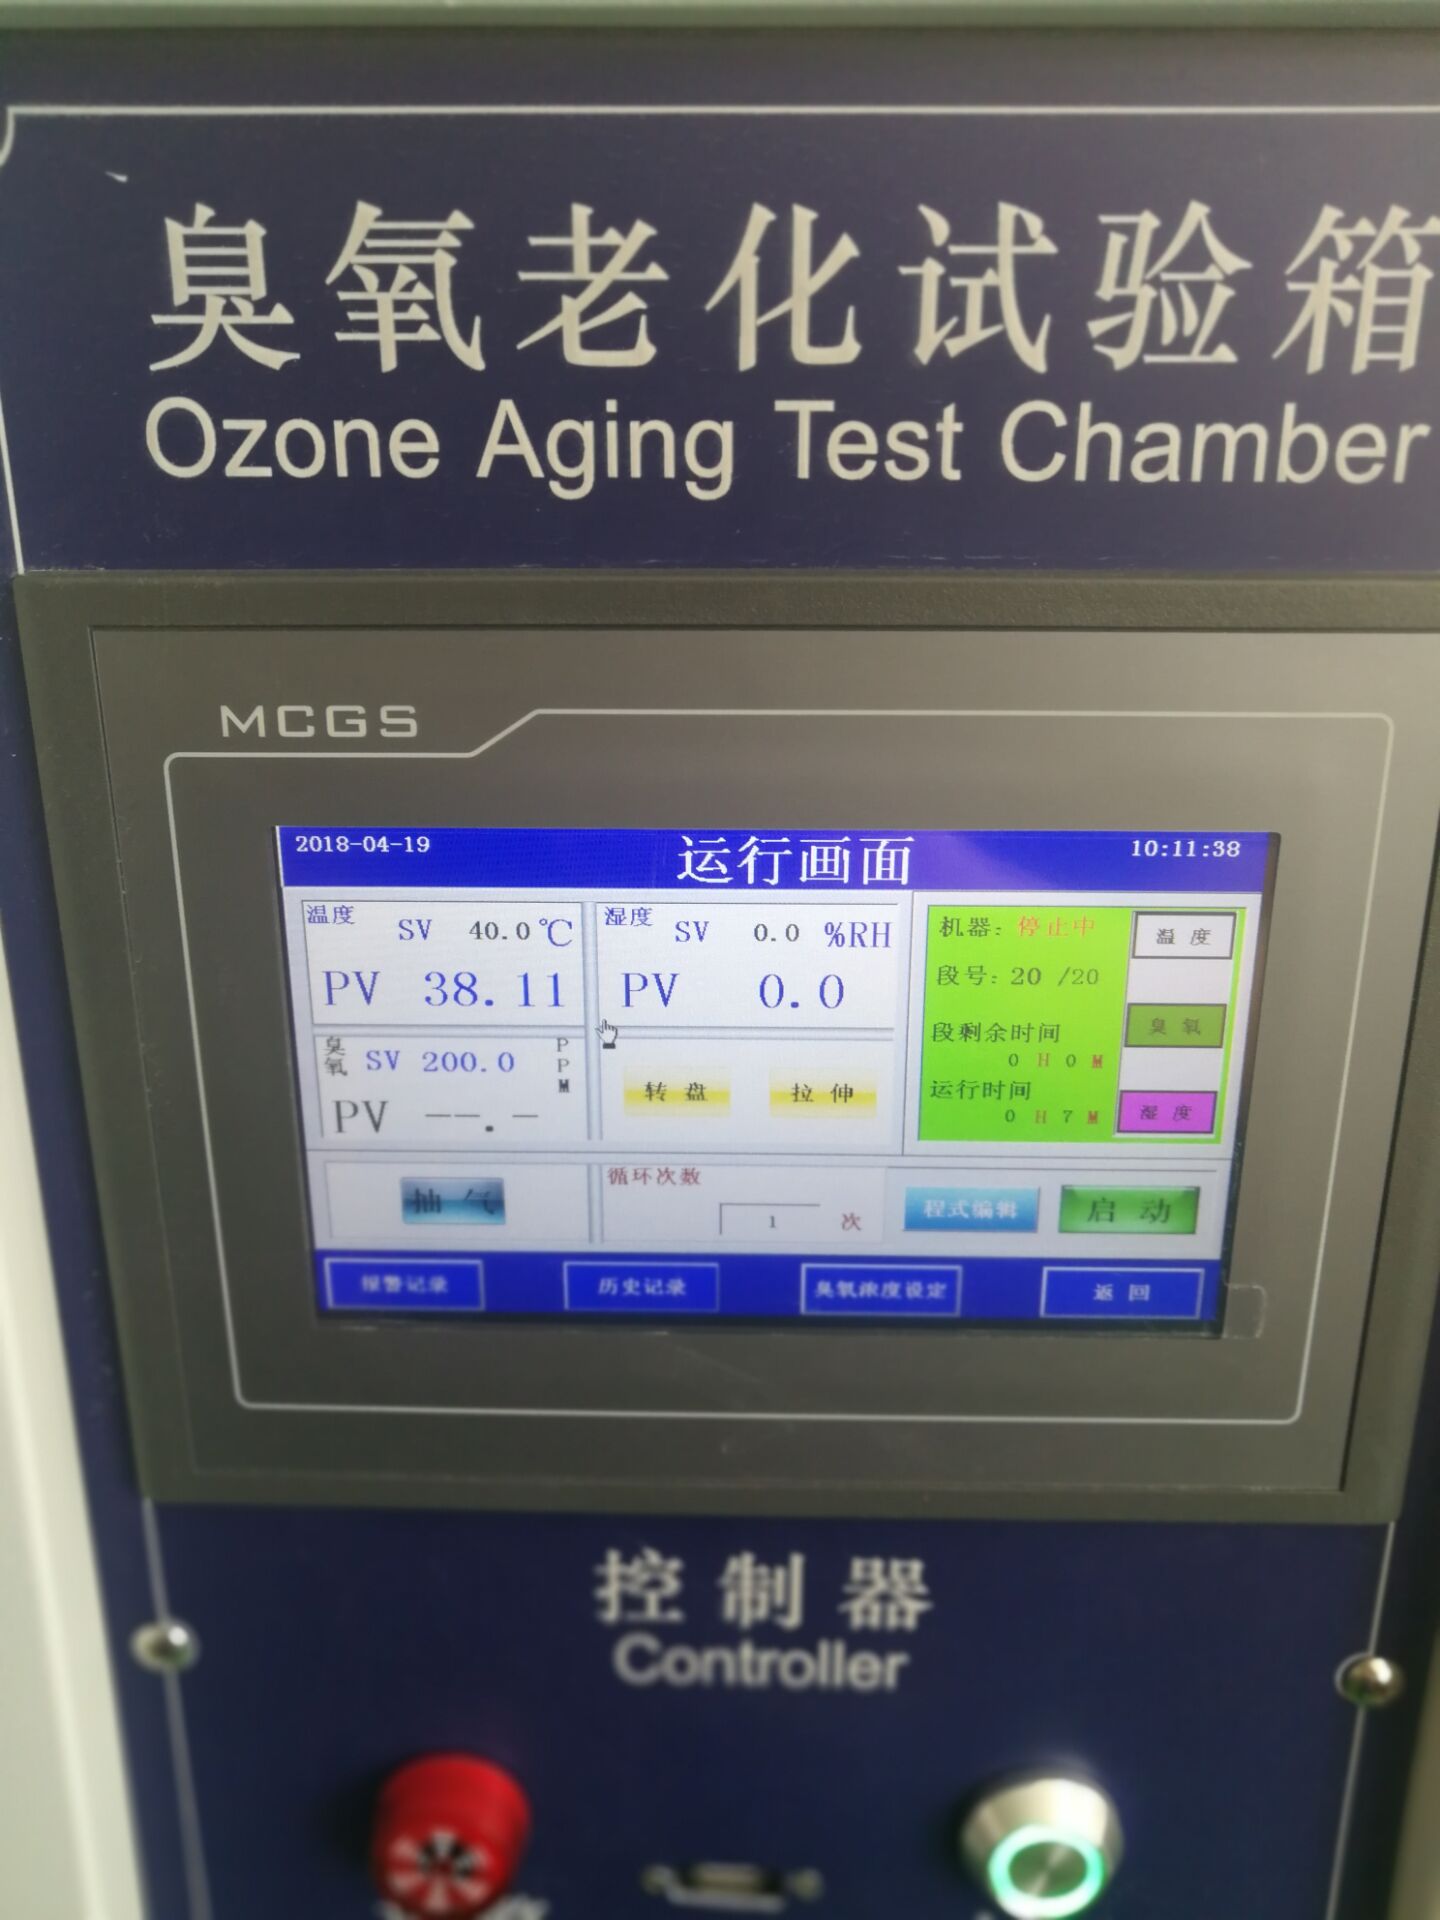 臭氧老化试验箱
Ozone Aging Test Chamber
MCGS
2018-04-19 运行画面 10:11:38
温度 SV 40.0 ℃
PV 38.11
湿度 SV 0.0 %RH
PV 0.0
机器: 停止中
段号: 20 /20
段剩余时间
0 H 0 M
运行时间
0 H 7 M
温 度
臭 氧
湿 度
臭氧 SV 200.0 PPM
PV --.-
转 盘 拉 伸
抽 气
循环次数
1 次
程式编辑 启 动
报警记录 历史记录 臭氧浓度设定 返 回
控制器
Controller